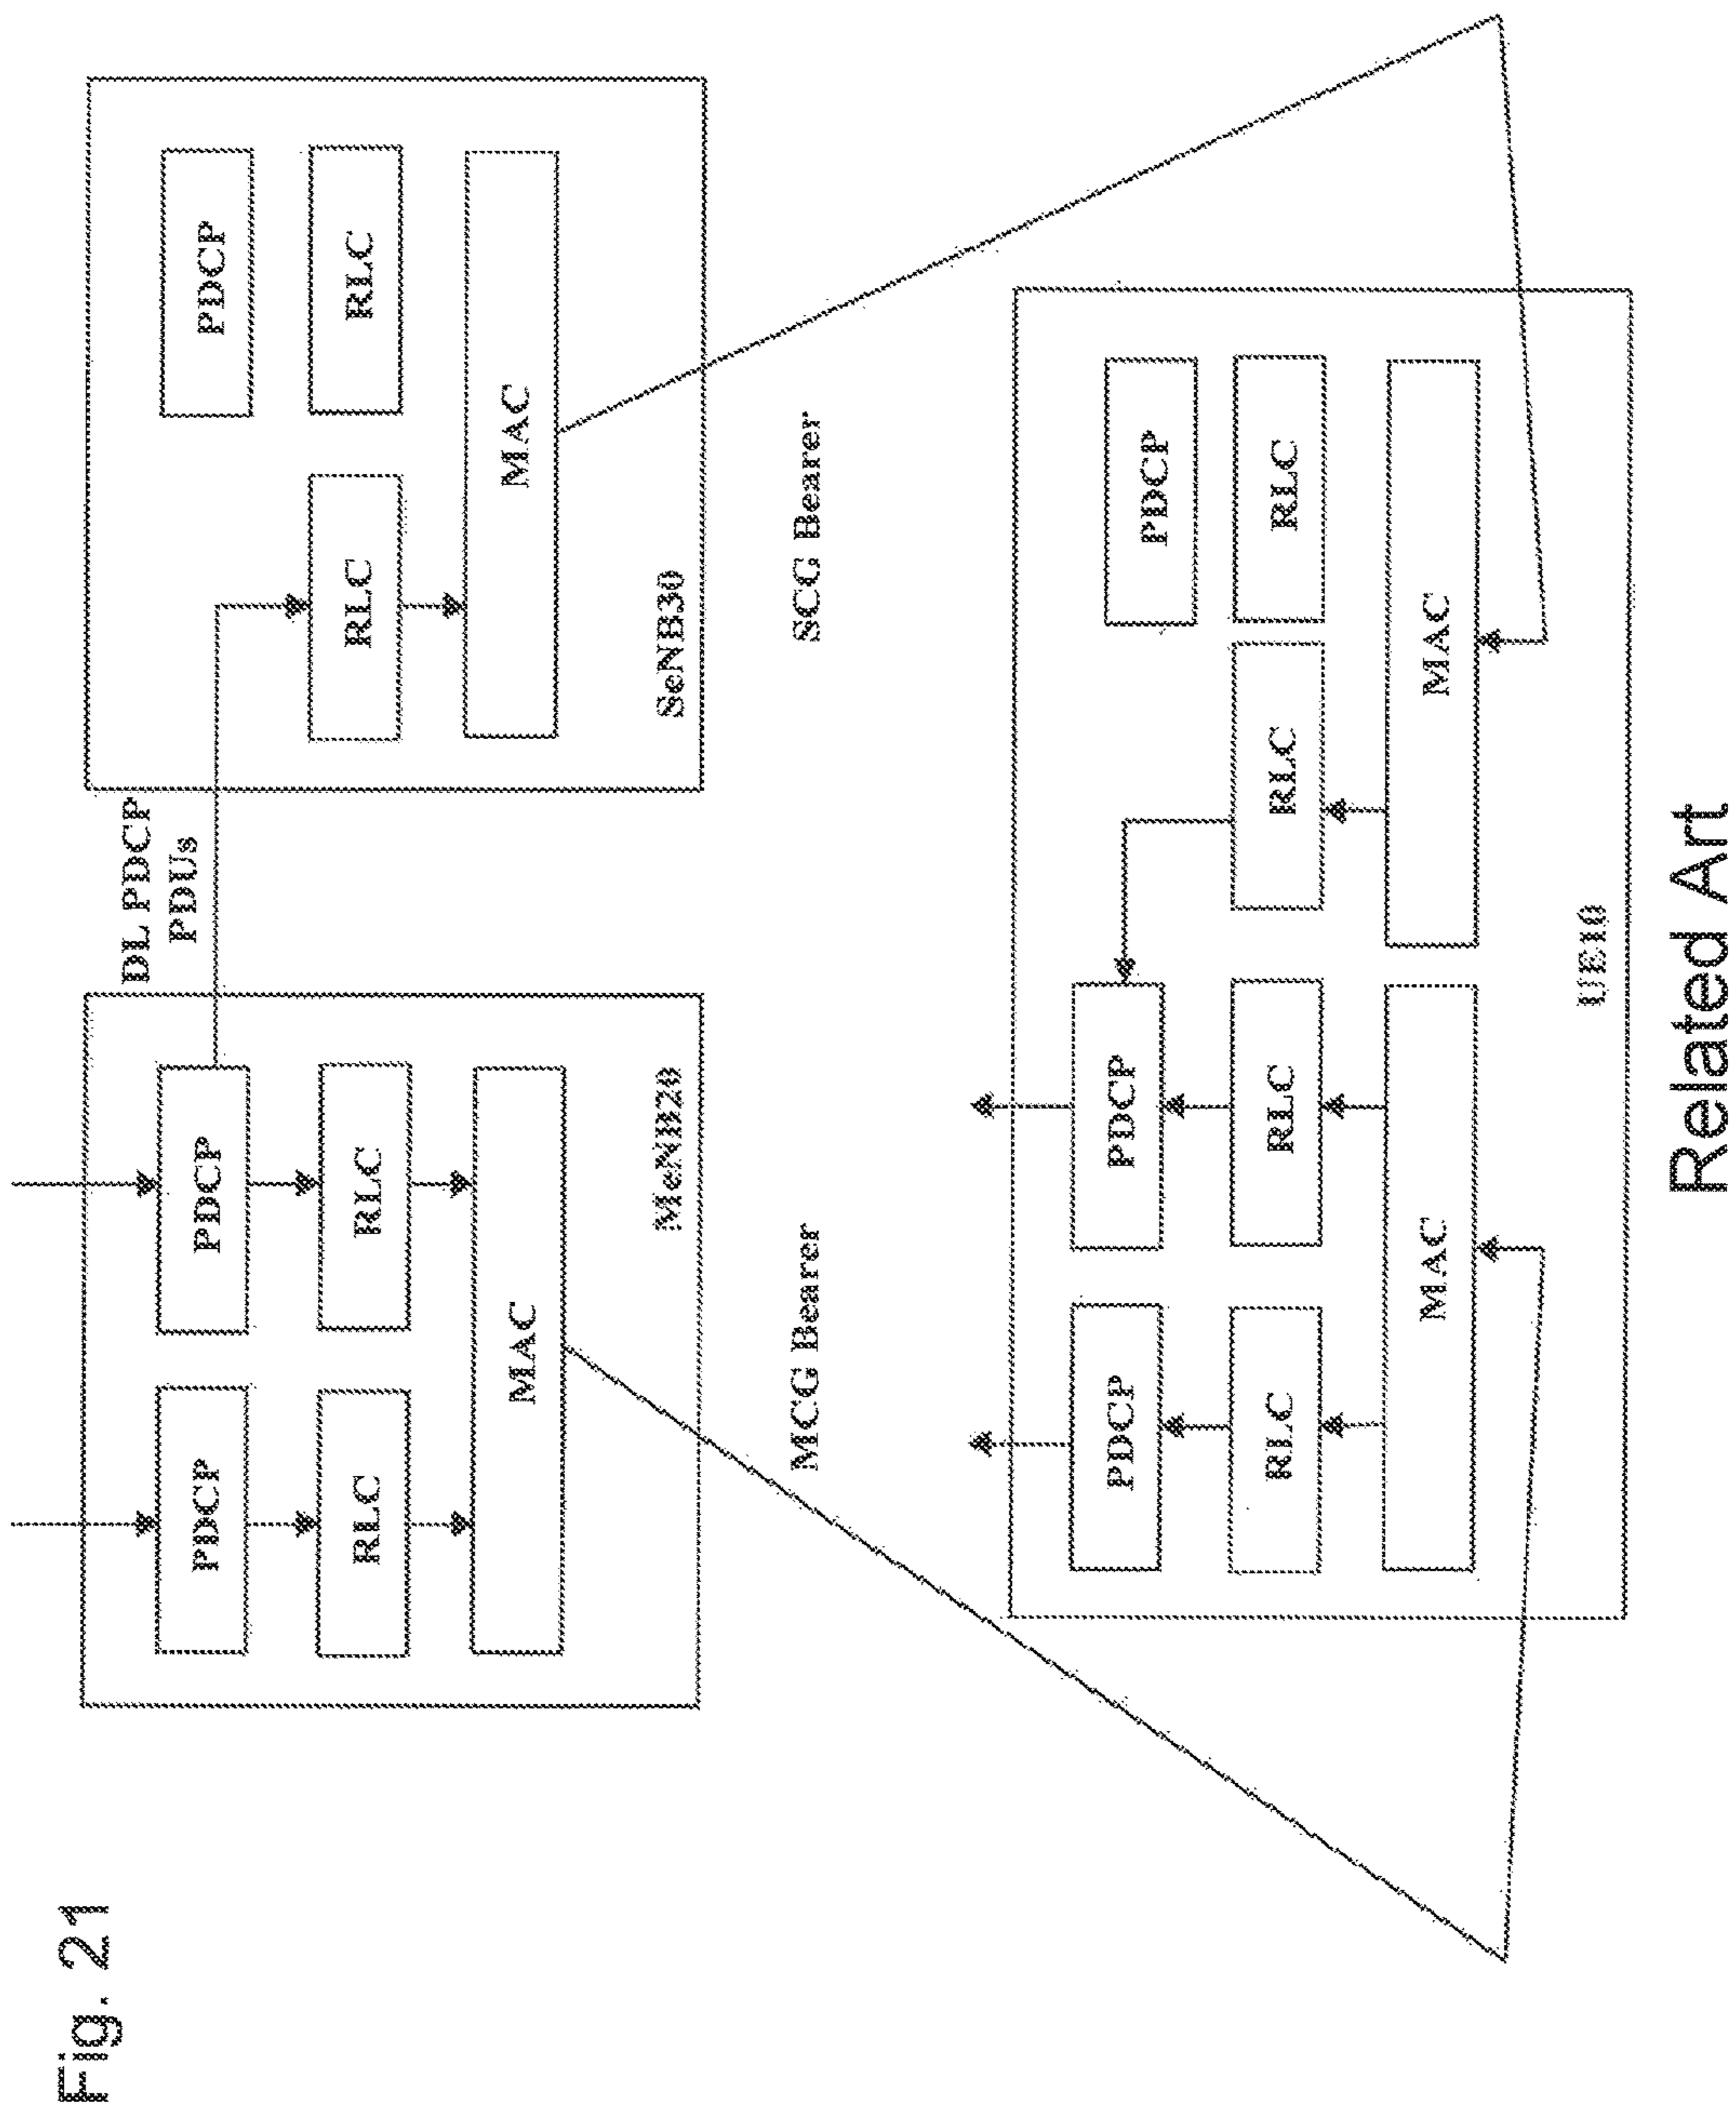 Fig. 21
DL PDCP
PDUs
PDCP
PDCP
PDCP
RLC
RLC
RLC
RLC
MAC
MAC
MeNB20
SeNB30
MCG Bearer
SCG Bearer
PDCP
PDCP
PDCP
RLC
RLC
RLC
RLC
MAC
MAC
UE10
Related Art